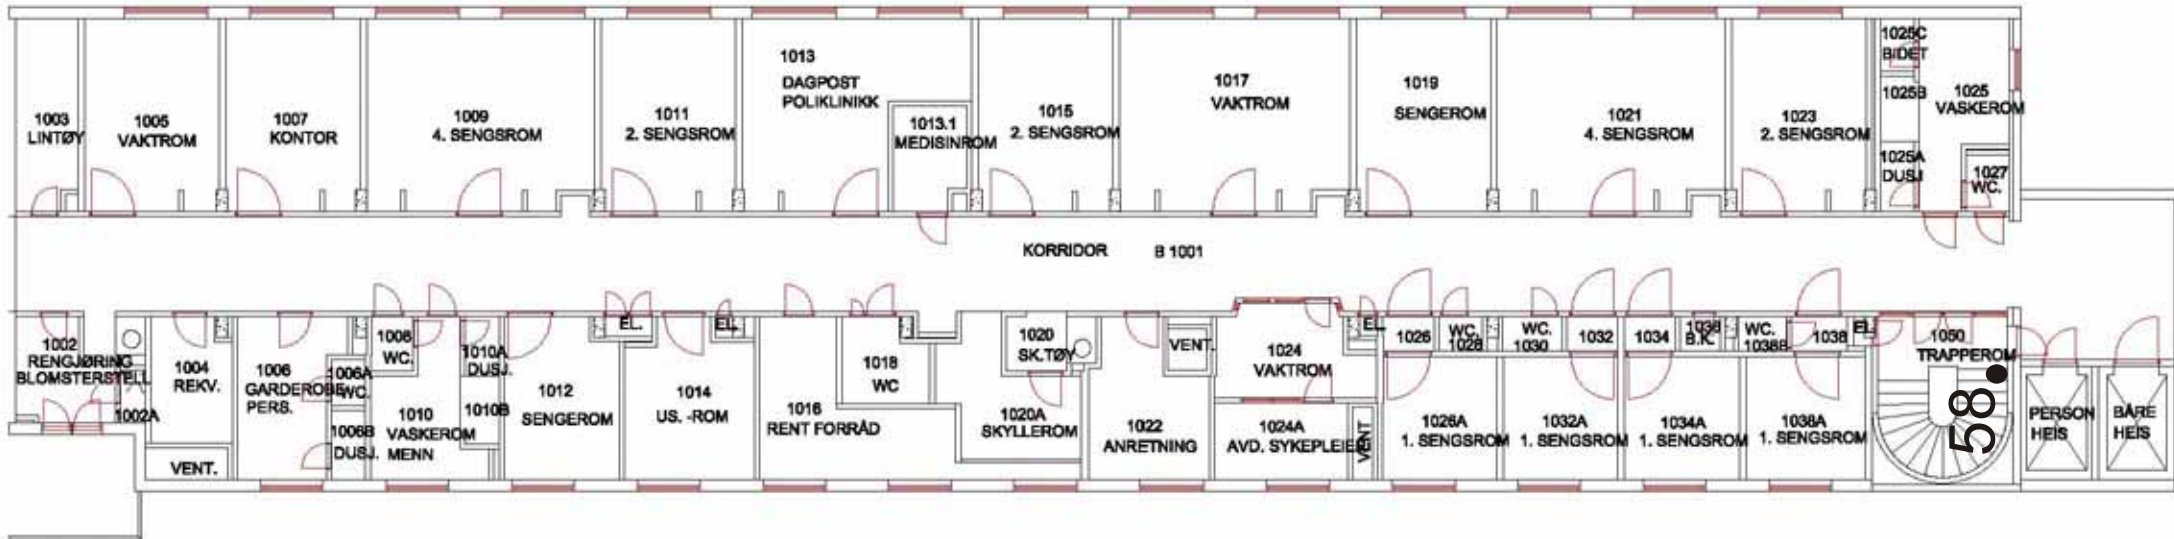 1003
LINTØY
1005
VAKTROM
1007
KONTOR
1009
4. SENGSROM
1011
2. SENGSROM
1013
DAGPOST
POLIKLINIKK
1013.1
MEDISINROM
1015
2. SENGSROM
1017
VAKTROM
1019
SENGEROM
1021
4. SENGSROM
1023
2. SENGSROM
1025C
BIDET
1025B
1025A
DUSJ
1025
VASKEROM
1027
WC.
KORRIDOR B 1001
1002
RENGJØRING
BLOMSTERSTELL
1002A
1004
REKV.
VENT.
1006
GARDEROBE
PERS.
1006A
WC.
1006B
DUSJ.
1008
WC.
1010
VASKEROM
MENN
1010A
DUSJ.
1010B
1012
SENGEROM
EL.
1014
US. -ROM
EL.
1016
RENT FORRÅD
1018
WC
1020
SK.TØY
1020A
SKYLLEROM
1022
ANRETNING
VENT.
1024
VAKTROM
1024A
AVD. SYKEPLEIER
VENT
EL.
1026
1026A
1. SENGSROM
WC.
1028
WC.
1030
1032
1032A
1. SENGSROM
1034
1034A
1. SENGSROM
1036
B.K.
WC.
1038B
1038
1038A
1. SENGSROM
EL.
1050
TRAPPEROM
58.
PERSON
HEIS
BÅRE
HEIS